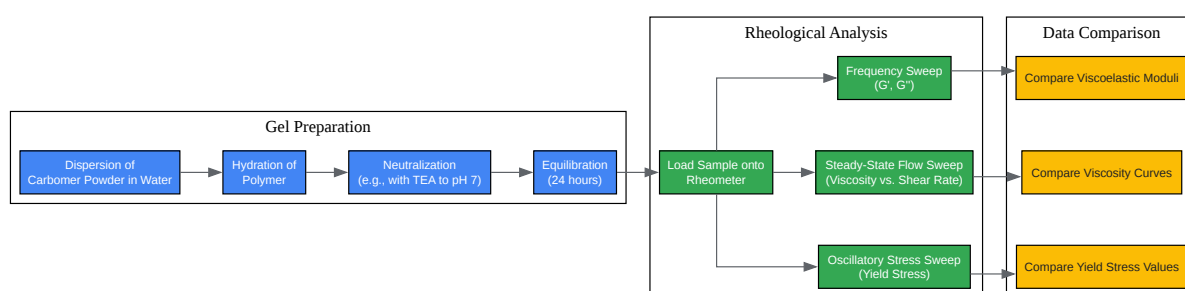 Gel Preparation
Dispersion of
Carbomer Powder in Water
Hydration of
Polymer
Neutralization
(e.g., with TEA to pH 7)
Equilibration
(24 hours)
Rheological Analysis
Load Sample onto
Rheometer
Frequency Sweep
(G', G'')
Steady-State Flow Sweep
(Viscosity vs. Shear Rate)
Oscillatory Stress Sweep
(Yield Stress)
Data Comparison
Compare Viscoelastic Moduli
Compare Viscosity Curves
Compare Yield Stress Values